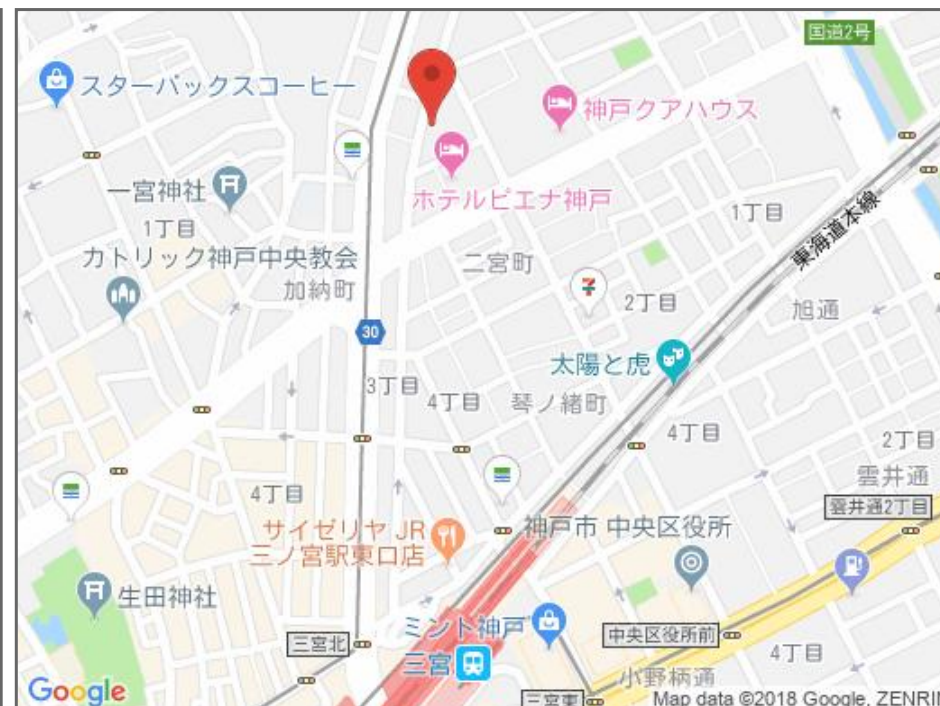 国道2号
スターバックスコーヒー
神戸クアハウス
一宮神社
ホテルピエナ神戸
1丁目
1丁目
東海道本線
カトリック神戸中央教会
二宮町
加納町
2丁目
旭通
30
太陽と虎
3丁目
4丁目
琴ノ緒町
4丁目
2丁目
雲井通
4丁目
雲井通2丁目
サイゼリヤ JR
三ノ宮駅東口店
神戸市 中央区役所
生田神社
ミント神戸
中央区役所前
三宮北
4丁目
三宮
小野柄通
Google
三宮東
Map data ©2018 Google, ZENRIN